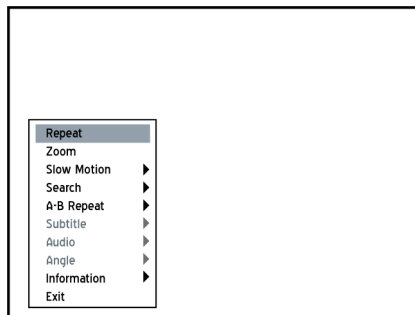 Repeat
Zoom
Slow Motion
Search
A-B Repeat
Subtitle
Audio
Angle
Information
Exit